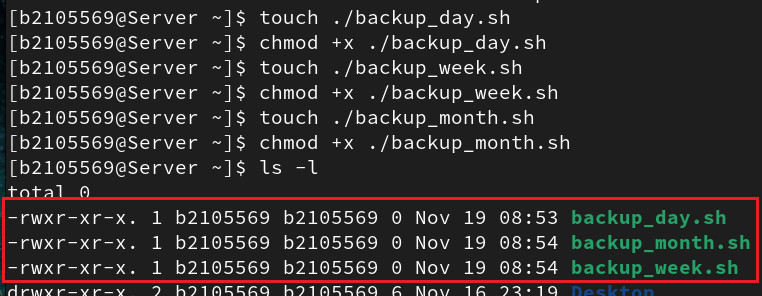 [b2105569@Server ~]$ touch ./backup_day.sh
[b2105569@Server ~]$ chmod +x ./backup_day.sh
[b2105569@Server ~]$ touch ./backup_week.sh
[b2105569@Server ~]$ chmod +x ./backup_week.sh
[b2105569@Server ~]$ touch ./backup_month.sh
[b2105569@Server ~]$ chmod +x ./backup_month.sh
[b2105569@Server ~]$ ls -l
total 0
-rwxr-xr-x. 1 b2105569 b2105569 0 Nov 19 08:53 backup_day.sh
-rwxr-xr-x. 1 b2105569 b2105569 0 Nov 19 08:54 backup_month.sh
-rwxr-xr-x. 1 b2105569 b2105569 0 Nov 19 08:54 backup_week.sh
drwxr-xr-x. 2 b2105569 b2105569 6 Nov 16 23:19 Desktop